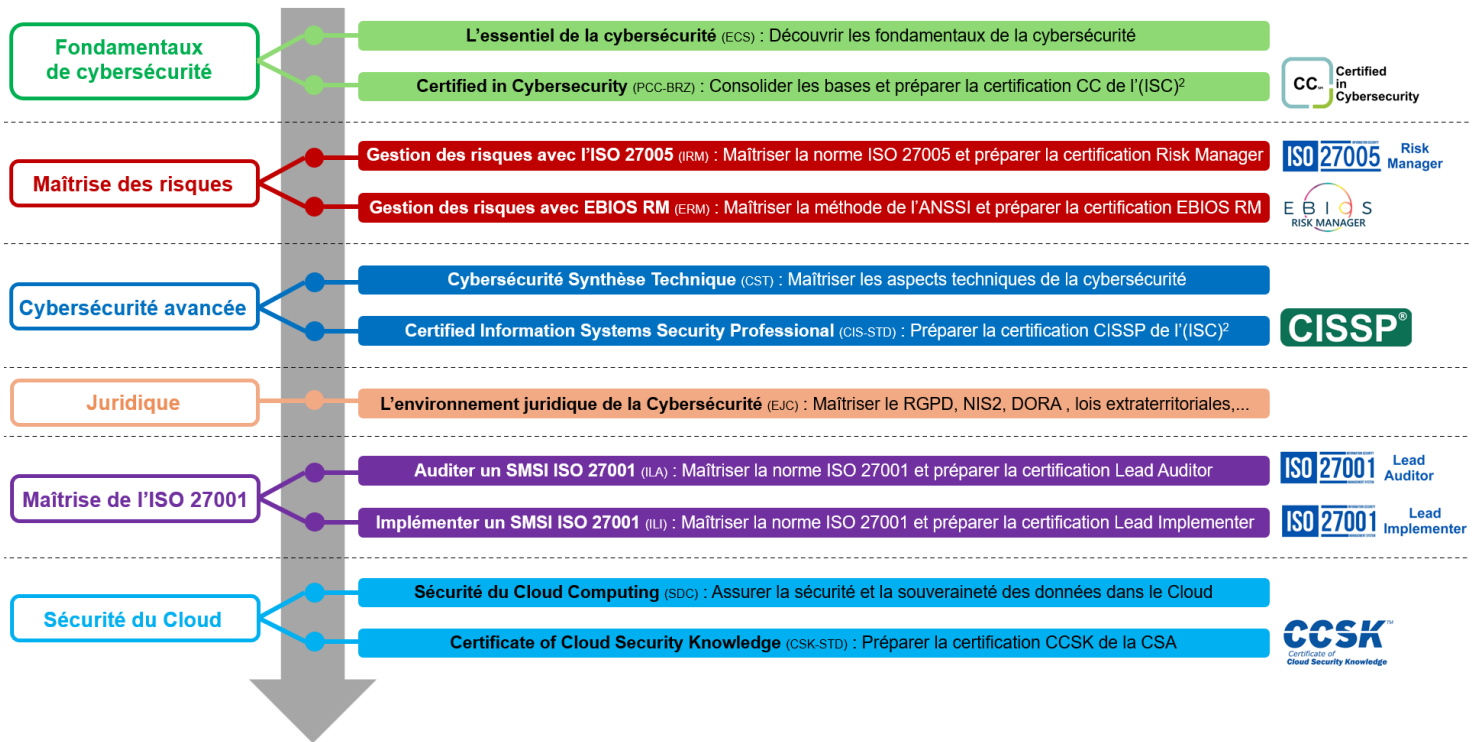 Fondamentaux
de cybersécurité
L'essentiel de la cybersécurité (ECS) : Découvrir les fondamentaux de la cybersécurité
Certified in Cybersecurity (PCC-BRZ) : Consolider les bases et préparer la certification CC de l'(ISC)²
CC℠
Certified
in
Cybersecurity
Maîtrise des risques
Gestion des risques avec l'ISO 27005 (IRM) : Maîtriser la norme ISO 27005 et préparer la certification Risk Manager
ISO 27005
Risk
Manager
Gestion des risques avec EBIOS RM (ERM) : Maîtriser la méthode de l'ANSSI et préparer la certification EBIOS RM
EBIOS
RISK MANAGER
Cybersécurité avancée
Cybersécurité Synthèse Technique (CST) : Maîtriser les aspects techniques de la cybersécurité
Certified Information Systems Security Professional (CIS-STD) : Préparer la certification CISSP de l'(ISC)²
CISSP®
Juridique
L'environnement juridique de la Cybersécurité (EJC) : Maîtriser le RGPD, NIS2, DORA , lois extraterritoriales,...
Maîtrise de l'ISO 27001
Auditer un SMSI ISO 27001 (ILA) : Maîtriser la norme ISO 27001 et préparer la certification Lead Auditor
ISO 27001
Lead
Auditor
Implémenter un SMSI ISO 27001 (ILI) : Maîtriser la norme ISO 27001 et préparer la certification Lead Implementer
ISO 27001
Lead
Implementer
Sécurité du Cloud
Sécurité du Cloud Computing (SDC) : Assurer la sécurité et la souveraineté des données dans le Cloud
Certificate of Cloud Security Knowledge (CSK-STD) : Préparer la certification CCSK de la CSA
CCSK™
Certificate of
Cloud Security Knowledge